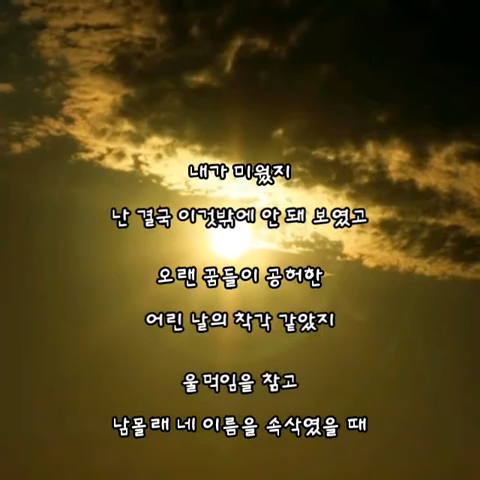 내가 미웠지
난 결국 이것밖에 안 돼 보였고
오랜 꿈들이 공허한
어린 날의 착각 같았지
울먹임을 참고
남몰래 네 이름을 속삭였을 때